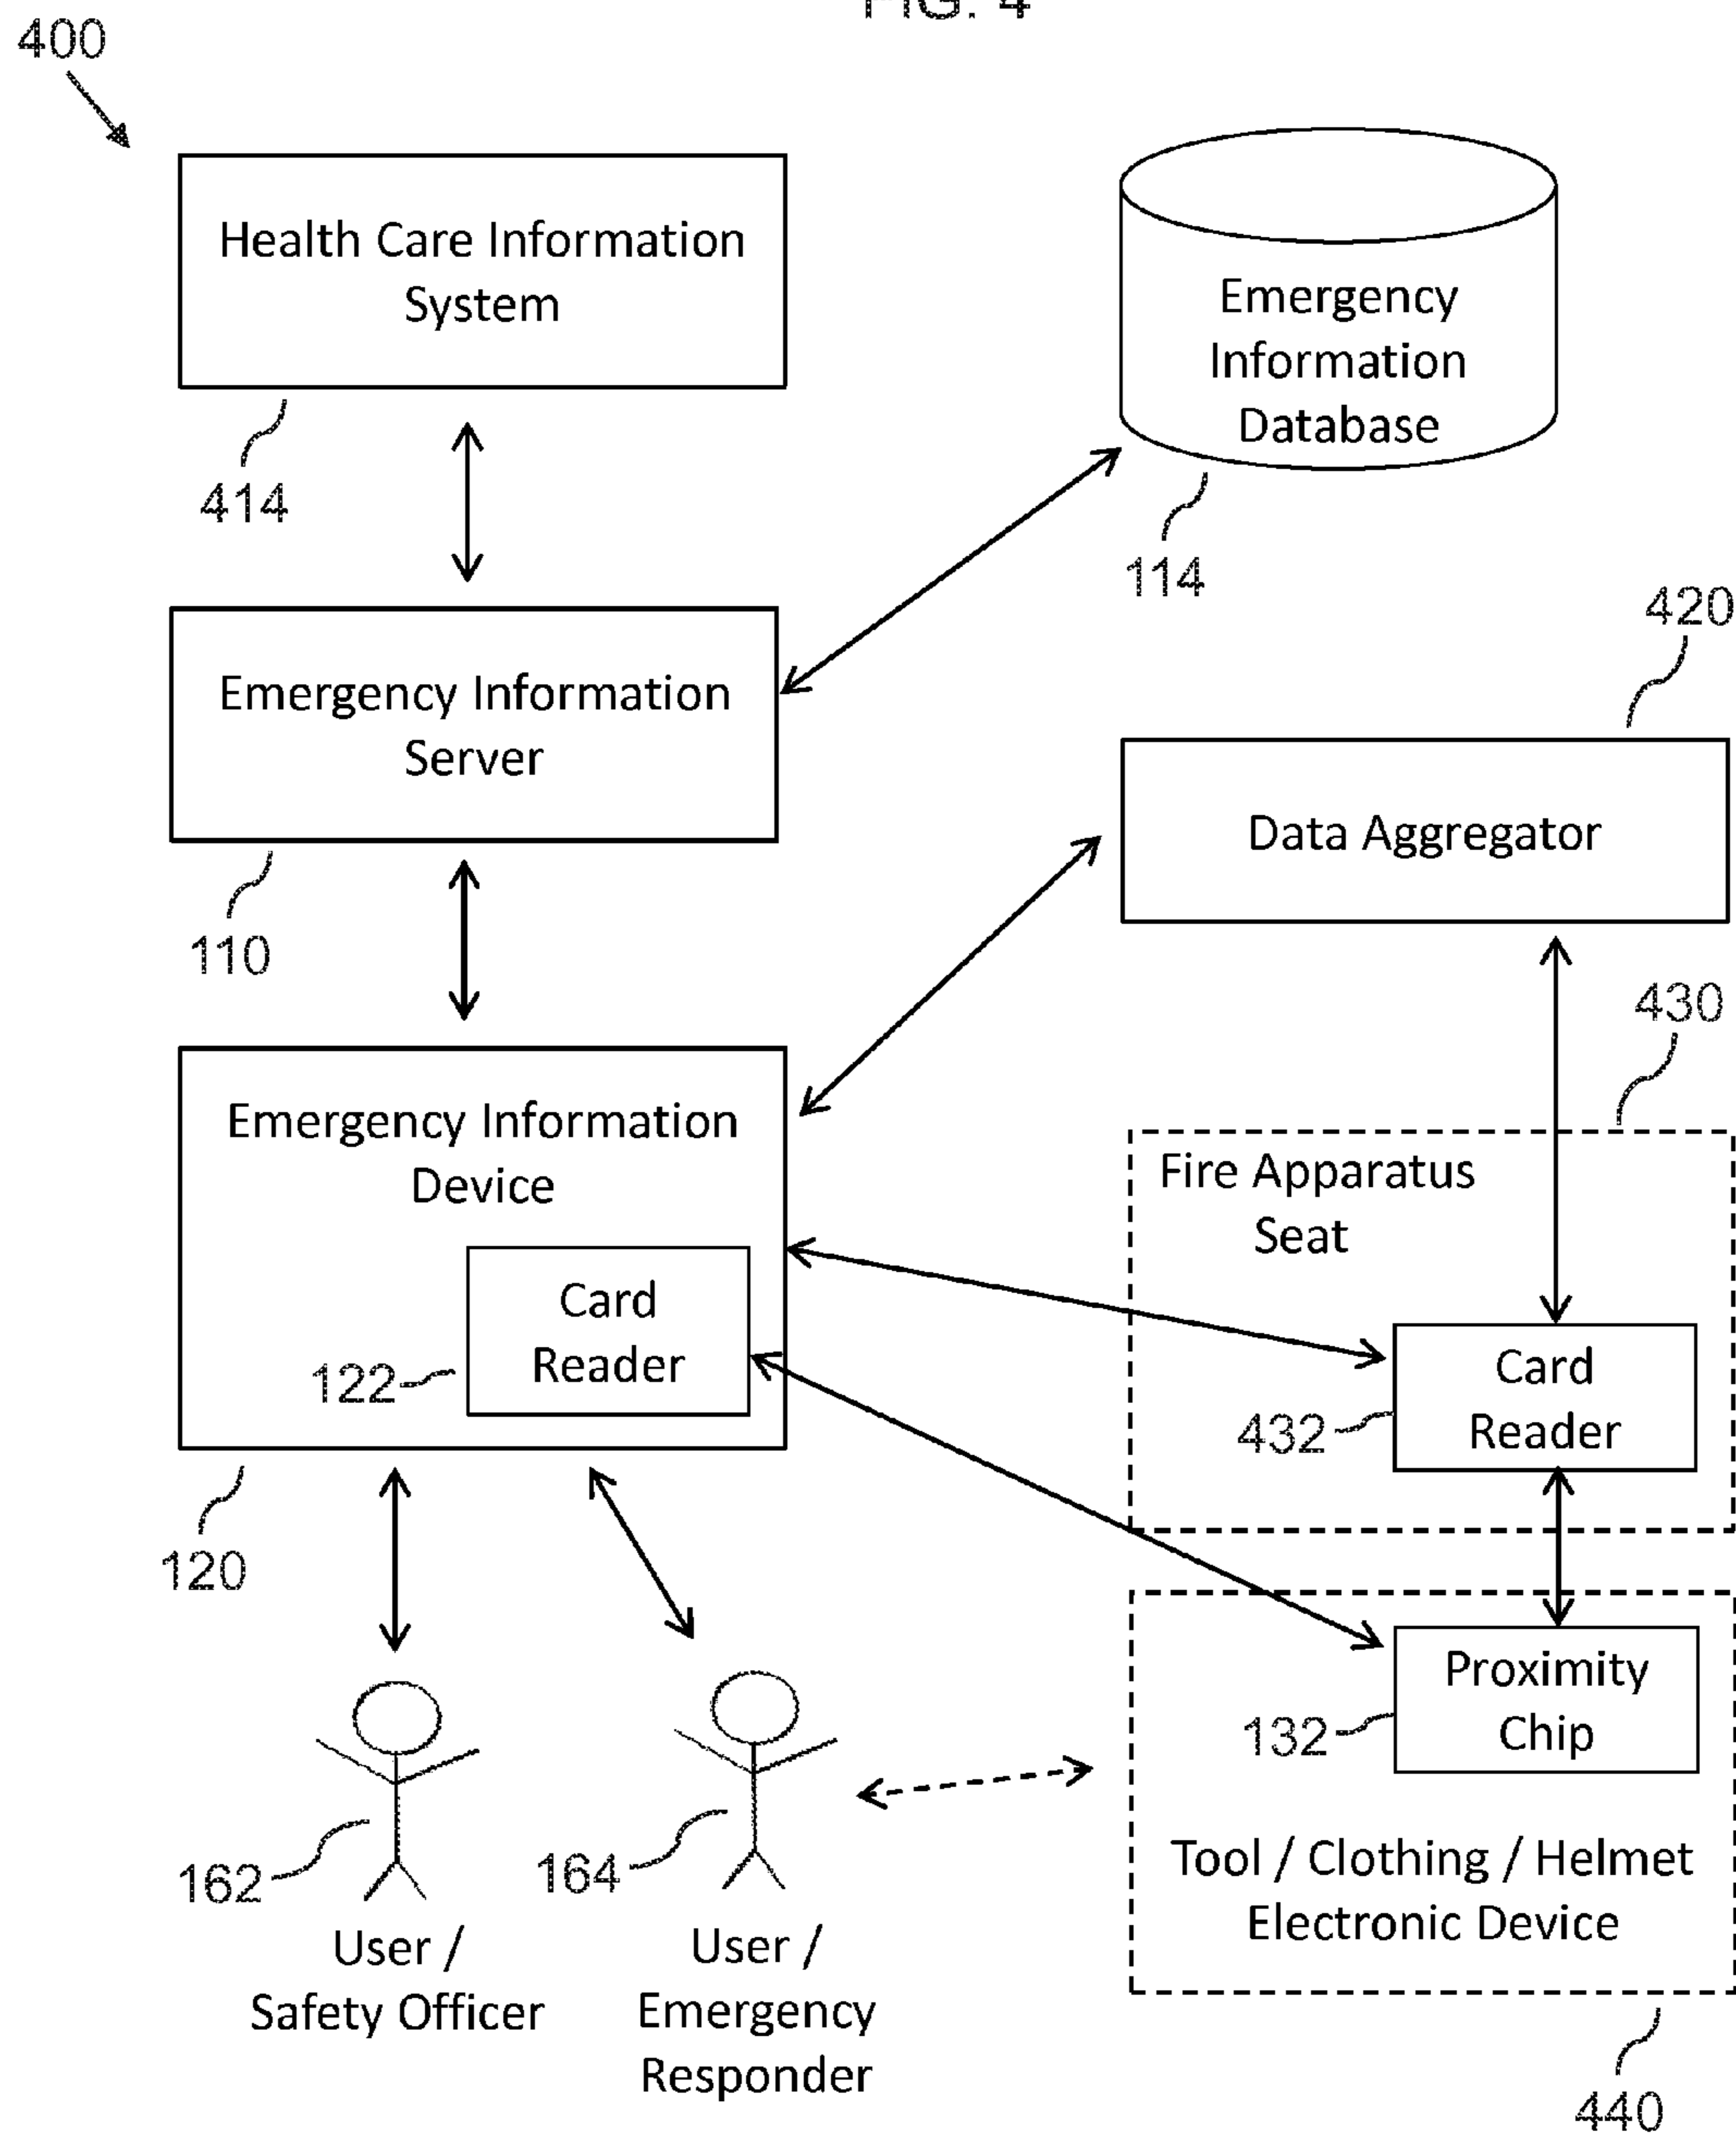 FIG. 4
400
Health Care Information
System
414
Emergency
Information
Database
114
Emergency Information
Server
110
420
Data Aggregator
430
Emergency Information
Device
Card
Reader
122
120
Fire Apparatus
Seat
Card
Reader
432
Proximity
Chip
132
Tool / Clothing / Helmet
Electronic Device
440
162
User /
Safety Officer
164
User /
Emergency
Responder